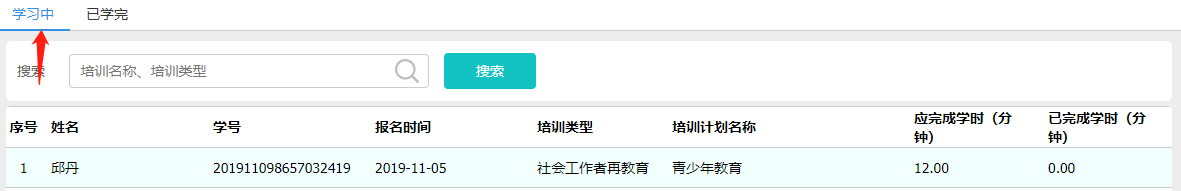 学习中 已学完
搜索 培训名称、培训类型 搜索
序号 姓名 学号 报名时间 培训类型 培训计划名称 应完成学时（分钟） 已完成学时（分钟）
1 邱丹 201911098657032419 2019-11-05 社会工作者再教育 青少年教育 12.00 0.00